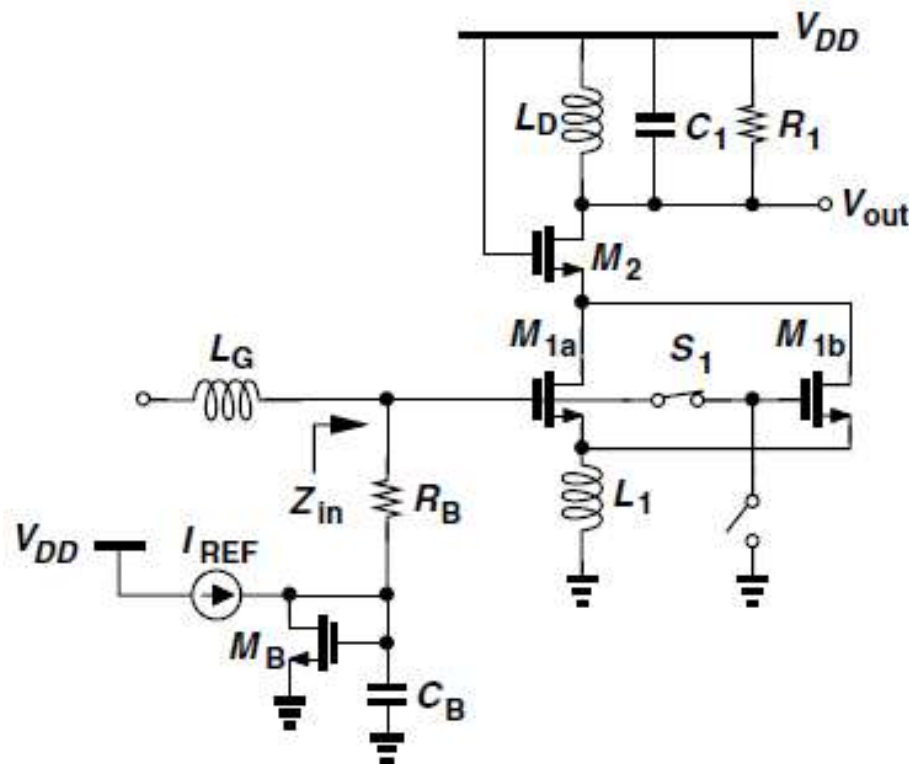 V_DD
L_D
C_1
R_1
V_out
M_2
M_1a
S_1
M_1b
L_G
Z_in
R_B
L_1
V_DD
I_REF
M_B
C_B